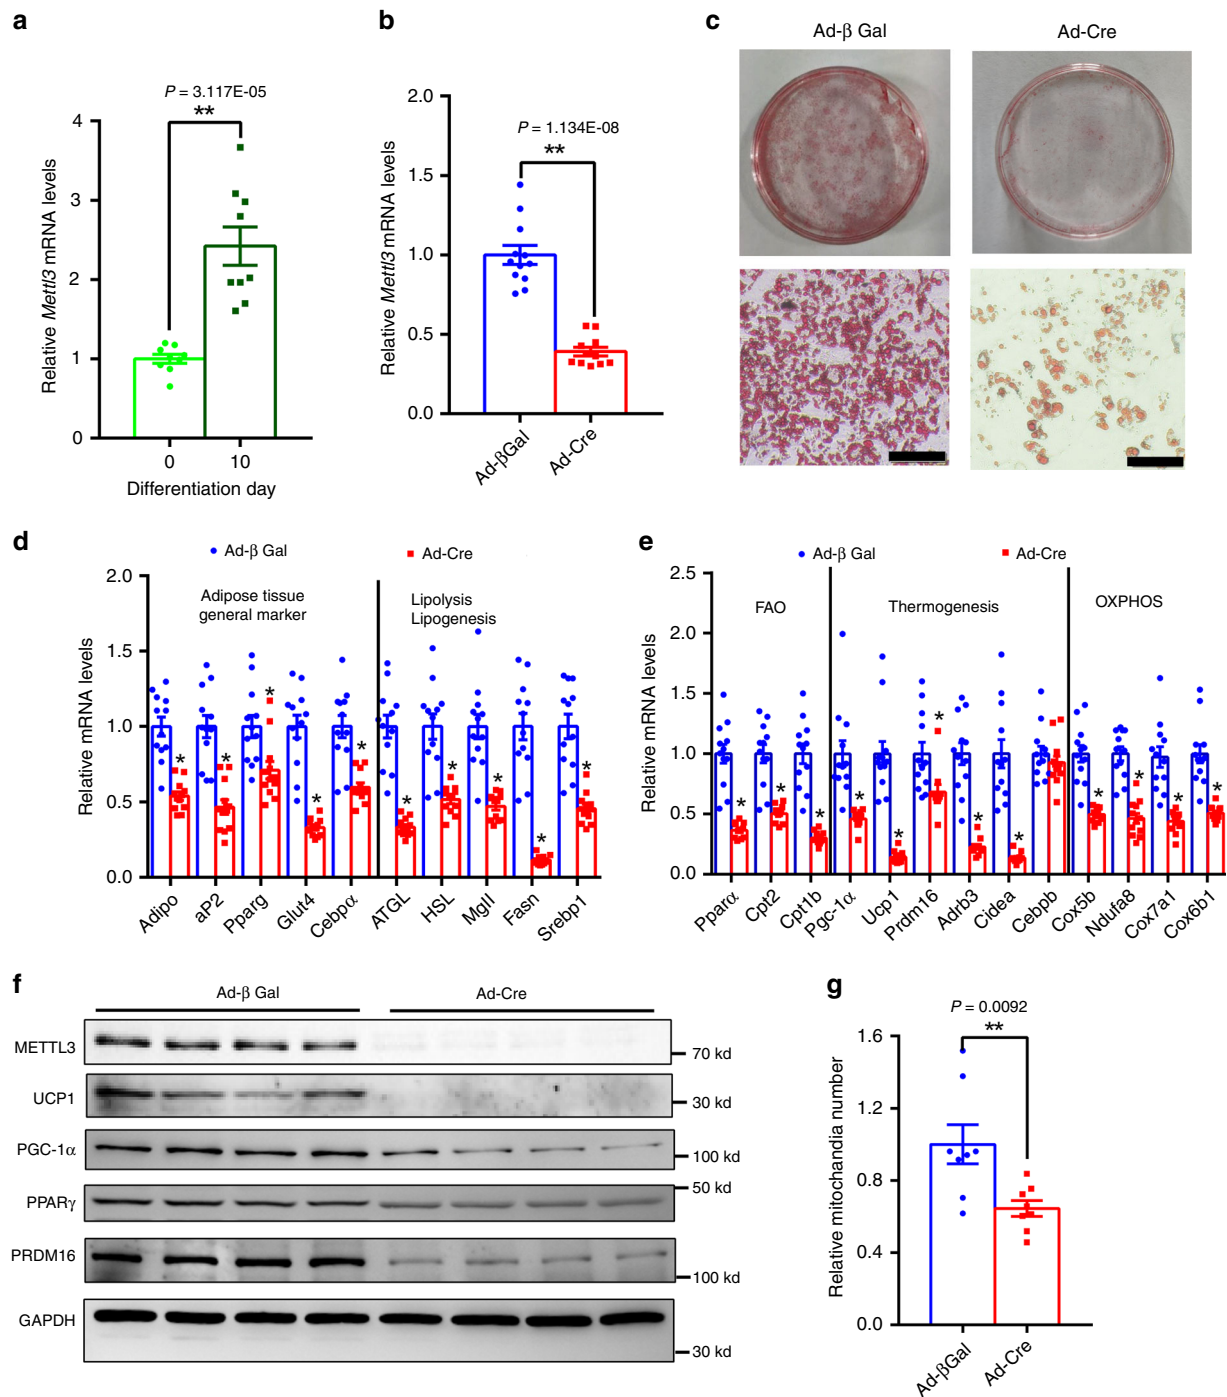 a
P = 3.117E-05
**
4
3
2
1
0
Relative Mettl3 mRNA levels
0
10
Differentiation day
b
P = 1.134E-08
**
2.0
1.5
1.0
0.5
0.0
Relative Mettl3 mRNA levels
Ad-βGal
Ad-Cre
c
Ad-β Gal
Ad-Cre
d
Ad-β Gal
Ad-Cre
2.0
1.5
1.0
0.5
0.0
Relative mRNA levels
Adipose tissue
general marker
Lipolysis
Lipogenesis
* * * * * * * * * *
Adipo
aP2
Pparg
Glut4
Cebpα
ATGL
HSL
Mgll
Fasn
Srebp1
e
Ad-β Gal
Ad-Cre
2.5
2.0
1.5
1.0
0.5
0.0
Relative mRNA levels
FAO
Thermogenesis
OXPHOS
* * * * * * * * * * * *
Pparα
Cpt2
Cpt1b
Pgc-1α
Ucp1
Prdm16
Adrb3
Cidea
Cebpb
Cox5b
Ndufa8
Cox7a1
Cox6b1
f
Ad-β Gal
Ad-Cre
METTL3
70 kd
UCP1
30 kd
PGC-1α
100 kd
PPARγ
50 kd
PRDM16
100 kd
GAPDH
30 kd
g
P = 0.0092
**
1.6
1.2
0.8
0.4
0.0
Relative mitochandia number
Ad-βGal
Ad-Cre